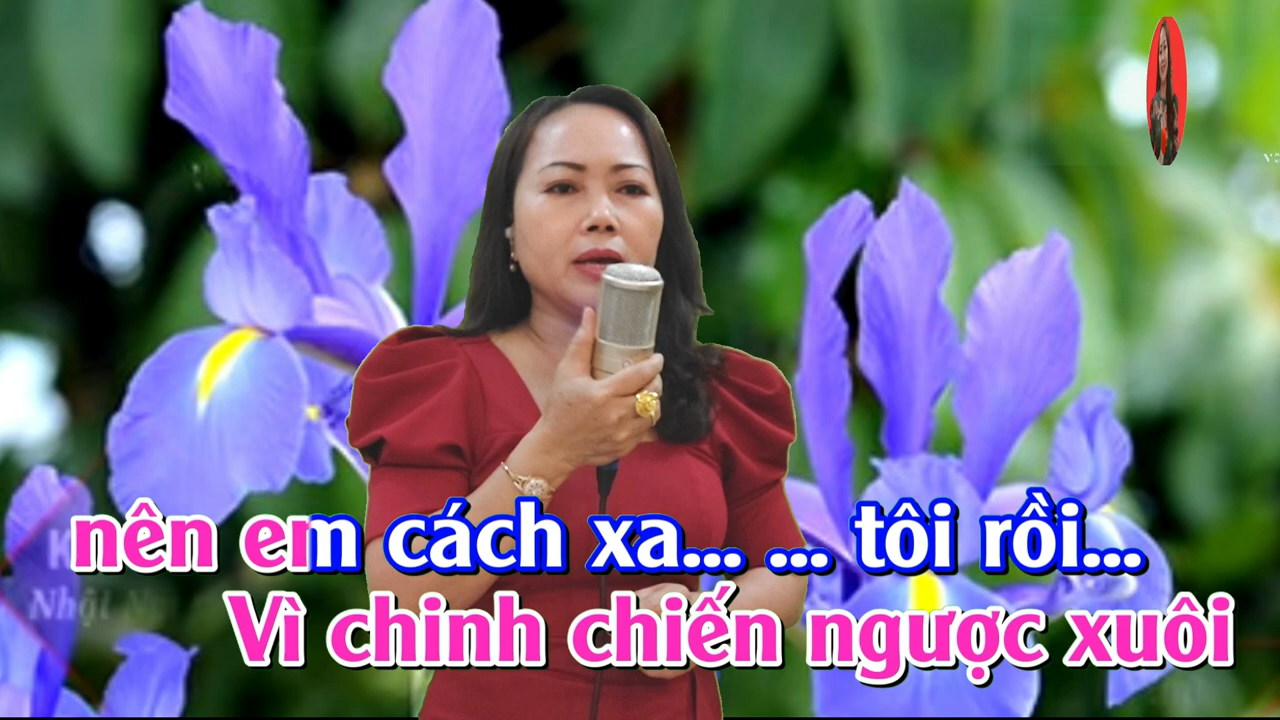 nên em cách xa... ... tôi rồi...
Vì chinh chiến ngược xuôi